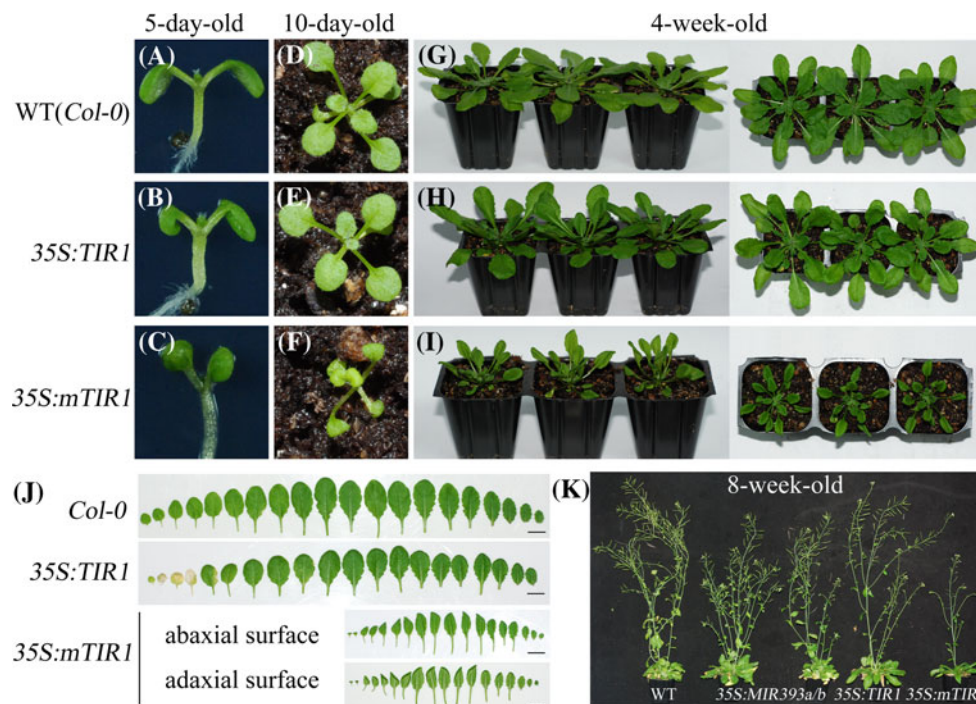 5-day-old 10-day-old 4-week-old
(A) (D) (G)
WT(Col-0)
(B) (E) (H)
35S:TIR1
(C) (F) (I)
35S:mTIR1
(J) (K)
8-week-old
Col-0
35S:TIR1
35S:mTIR1
abaxial surface
adaxial surface
WT 35S:MIR393a/b 35S:TIR1 35S:mTIR